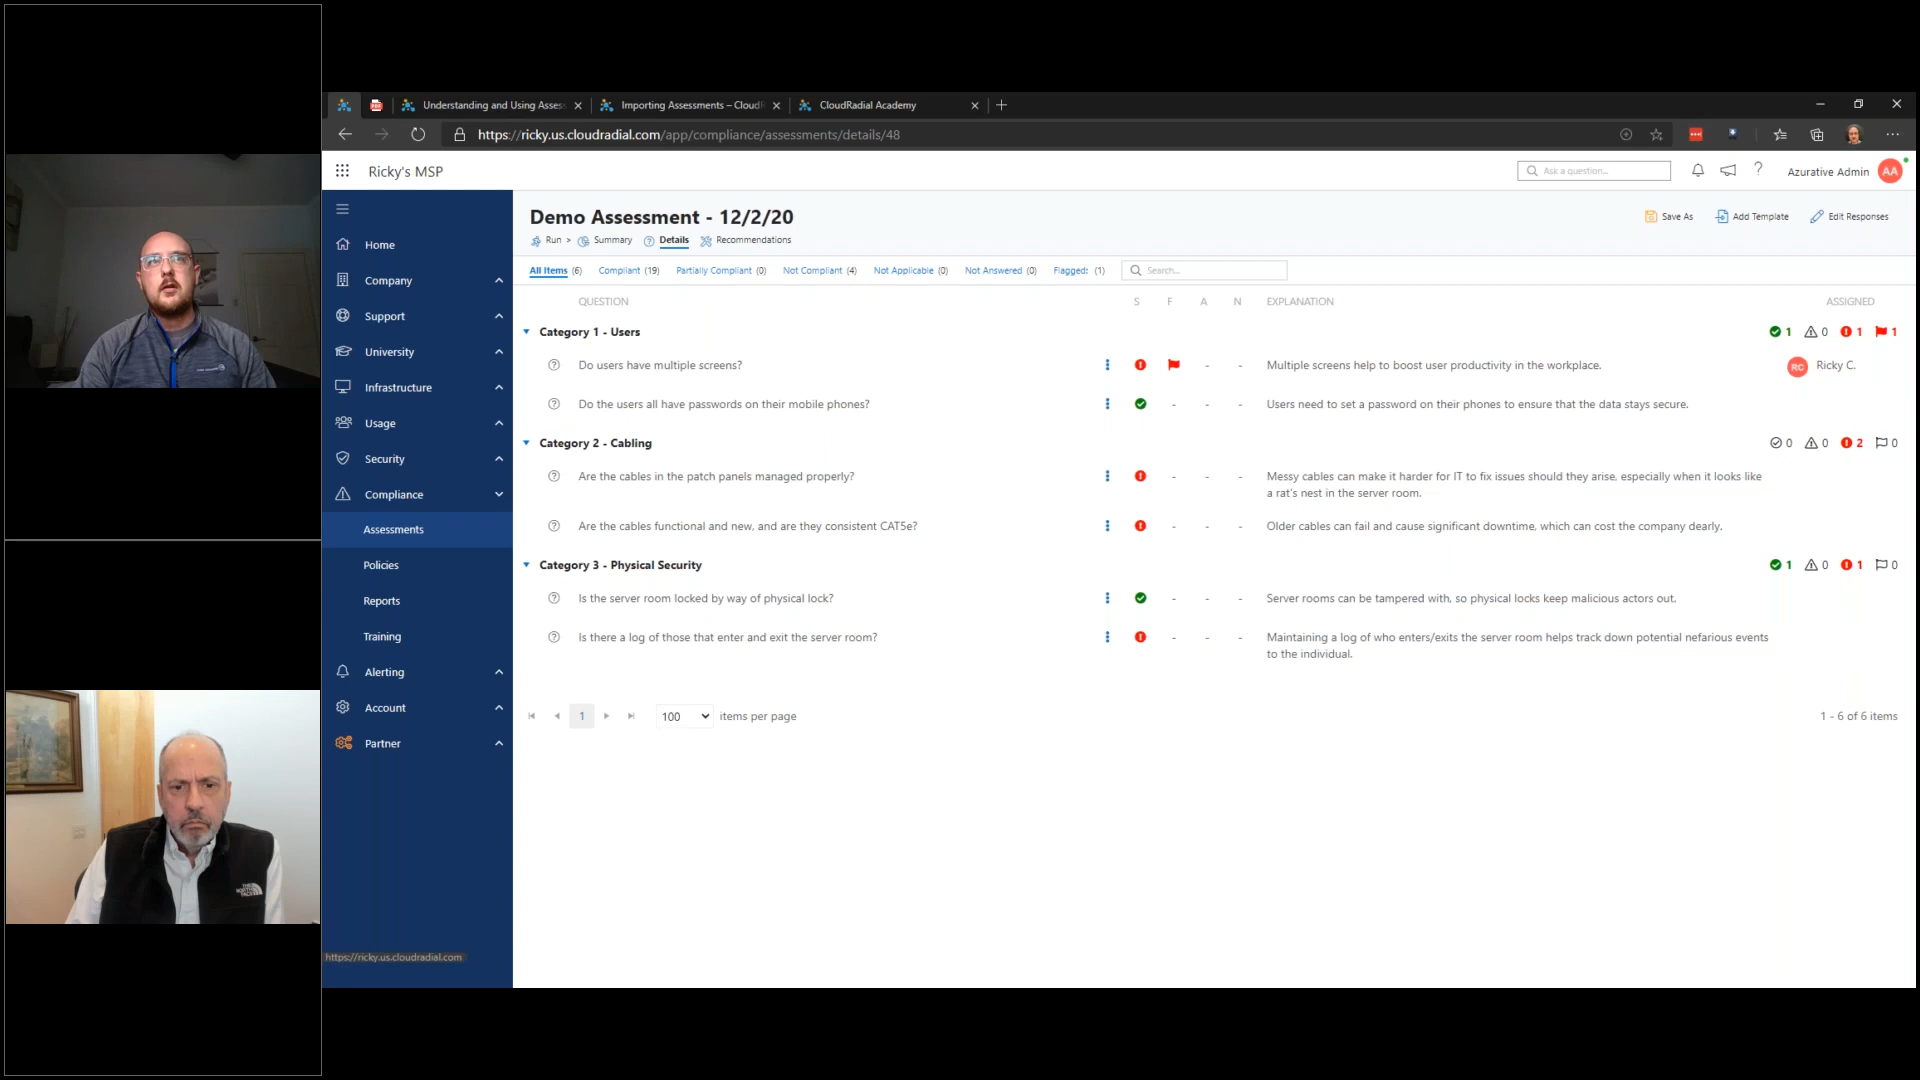 Understanding and Using Asses
Importing Assessments – CloudR
CloudRadial Academy
https://ricky.us.cloudradial.com/app/compliance/assessments/details/48
Ricky's MSP
Ask a question...
Azurative Admin
AA
Home
Company
Support
University
Infrastructure
Usage
Security
Compliance
Assessments
Policies
Reports
Training
Alerting
Account
Partner
https://ricky.us.cloudradial.com
Demo Assessment - 12/2/20
Save As
Add Template
Edit Responses
Run >
Summary
Details
Recommendations
All Items (6)
Compliant (19)
Partially Compliant (0)
Not Compliant (4)
Not Applicable (0)
Not Answered (0)
Flagged: (1)
Search...
QUESTION S F A N EXPLANATION ASSIGNED
Category 1 - Users 1 0 1 1
Do users have multiple screens? - - Multiple screens help to boost user productivity in the workplace. RC Ricky C.
Do the users all have passwords on their mobile phones? - - - Users need to set a password on their phones to ensure that the data stays secure.
Category 2 - Cabling 0 0 2 0
Are the cables in the patch panels managed properly? - - - Messy cables can make it harder for IT to fix issues should they arise, especially when it looks like
a rat's nest in the server room.
Are the cables functional and new, and are they consistent CAT5e? - - - Older cables can fail and cause significant downtime, which can cost the company dearly.
Category 3 - Physical Security 1 0 1 0
Is the server room locked by way of physical lock? - - - Server rooms can be tampered with, so physical locks keep malicious actors out.
Is there a log of those that enter and exit the server room? - - - Maintaining a log of who enters/exits the server room helps track down potential nefarious events
to the individual.
1
100
items per page
1 - 6 of 6 items
THE NORTH FACE